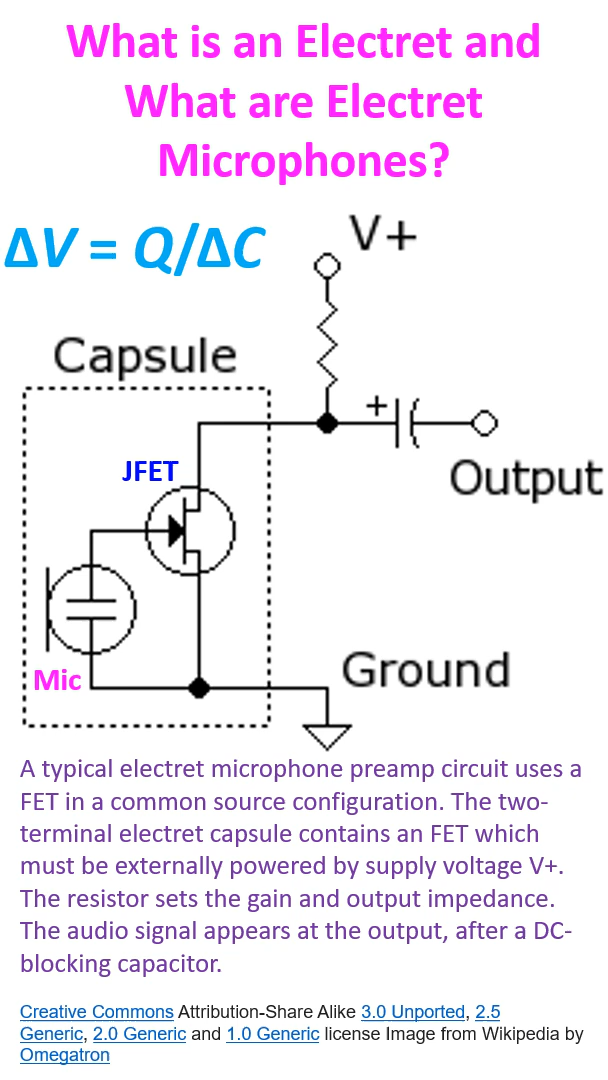 What is an Electret and
What are Electret
Microphones?
ΔV = Q/ΔC
V+
Capsule
+
JFET
Output
Mic
Ground
A typical electret microphone preamp circuit uses a
FET in a common source configuration. The two-
terminal electret capsule contains an FET which
must be externally powered by supply voltage V+.
The resistor sets the gain and output impedance.
The audio signal appears at the output, after a DC-
blocking capacitor.
Creative Commons Attribution-Share Alike 3.0 Unported, 2.5
Generic, 2.0 Generic and 1.0 Generic license Image from Wikipedia by
Omegatron